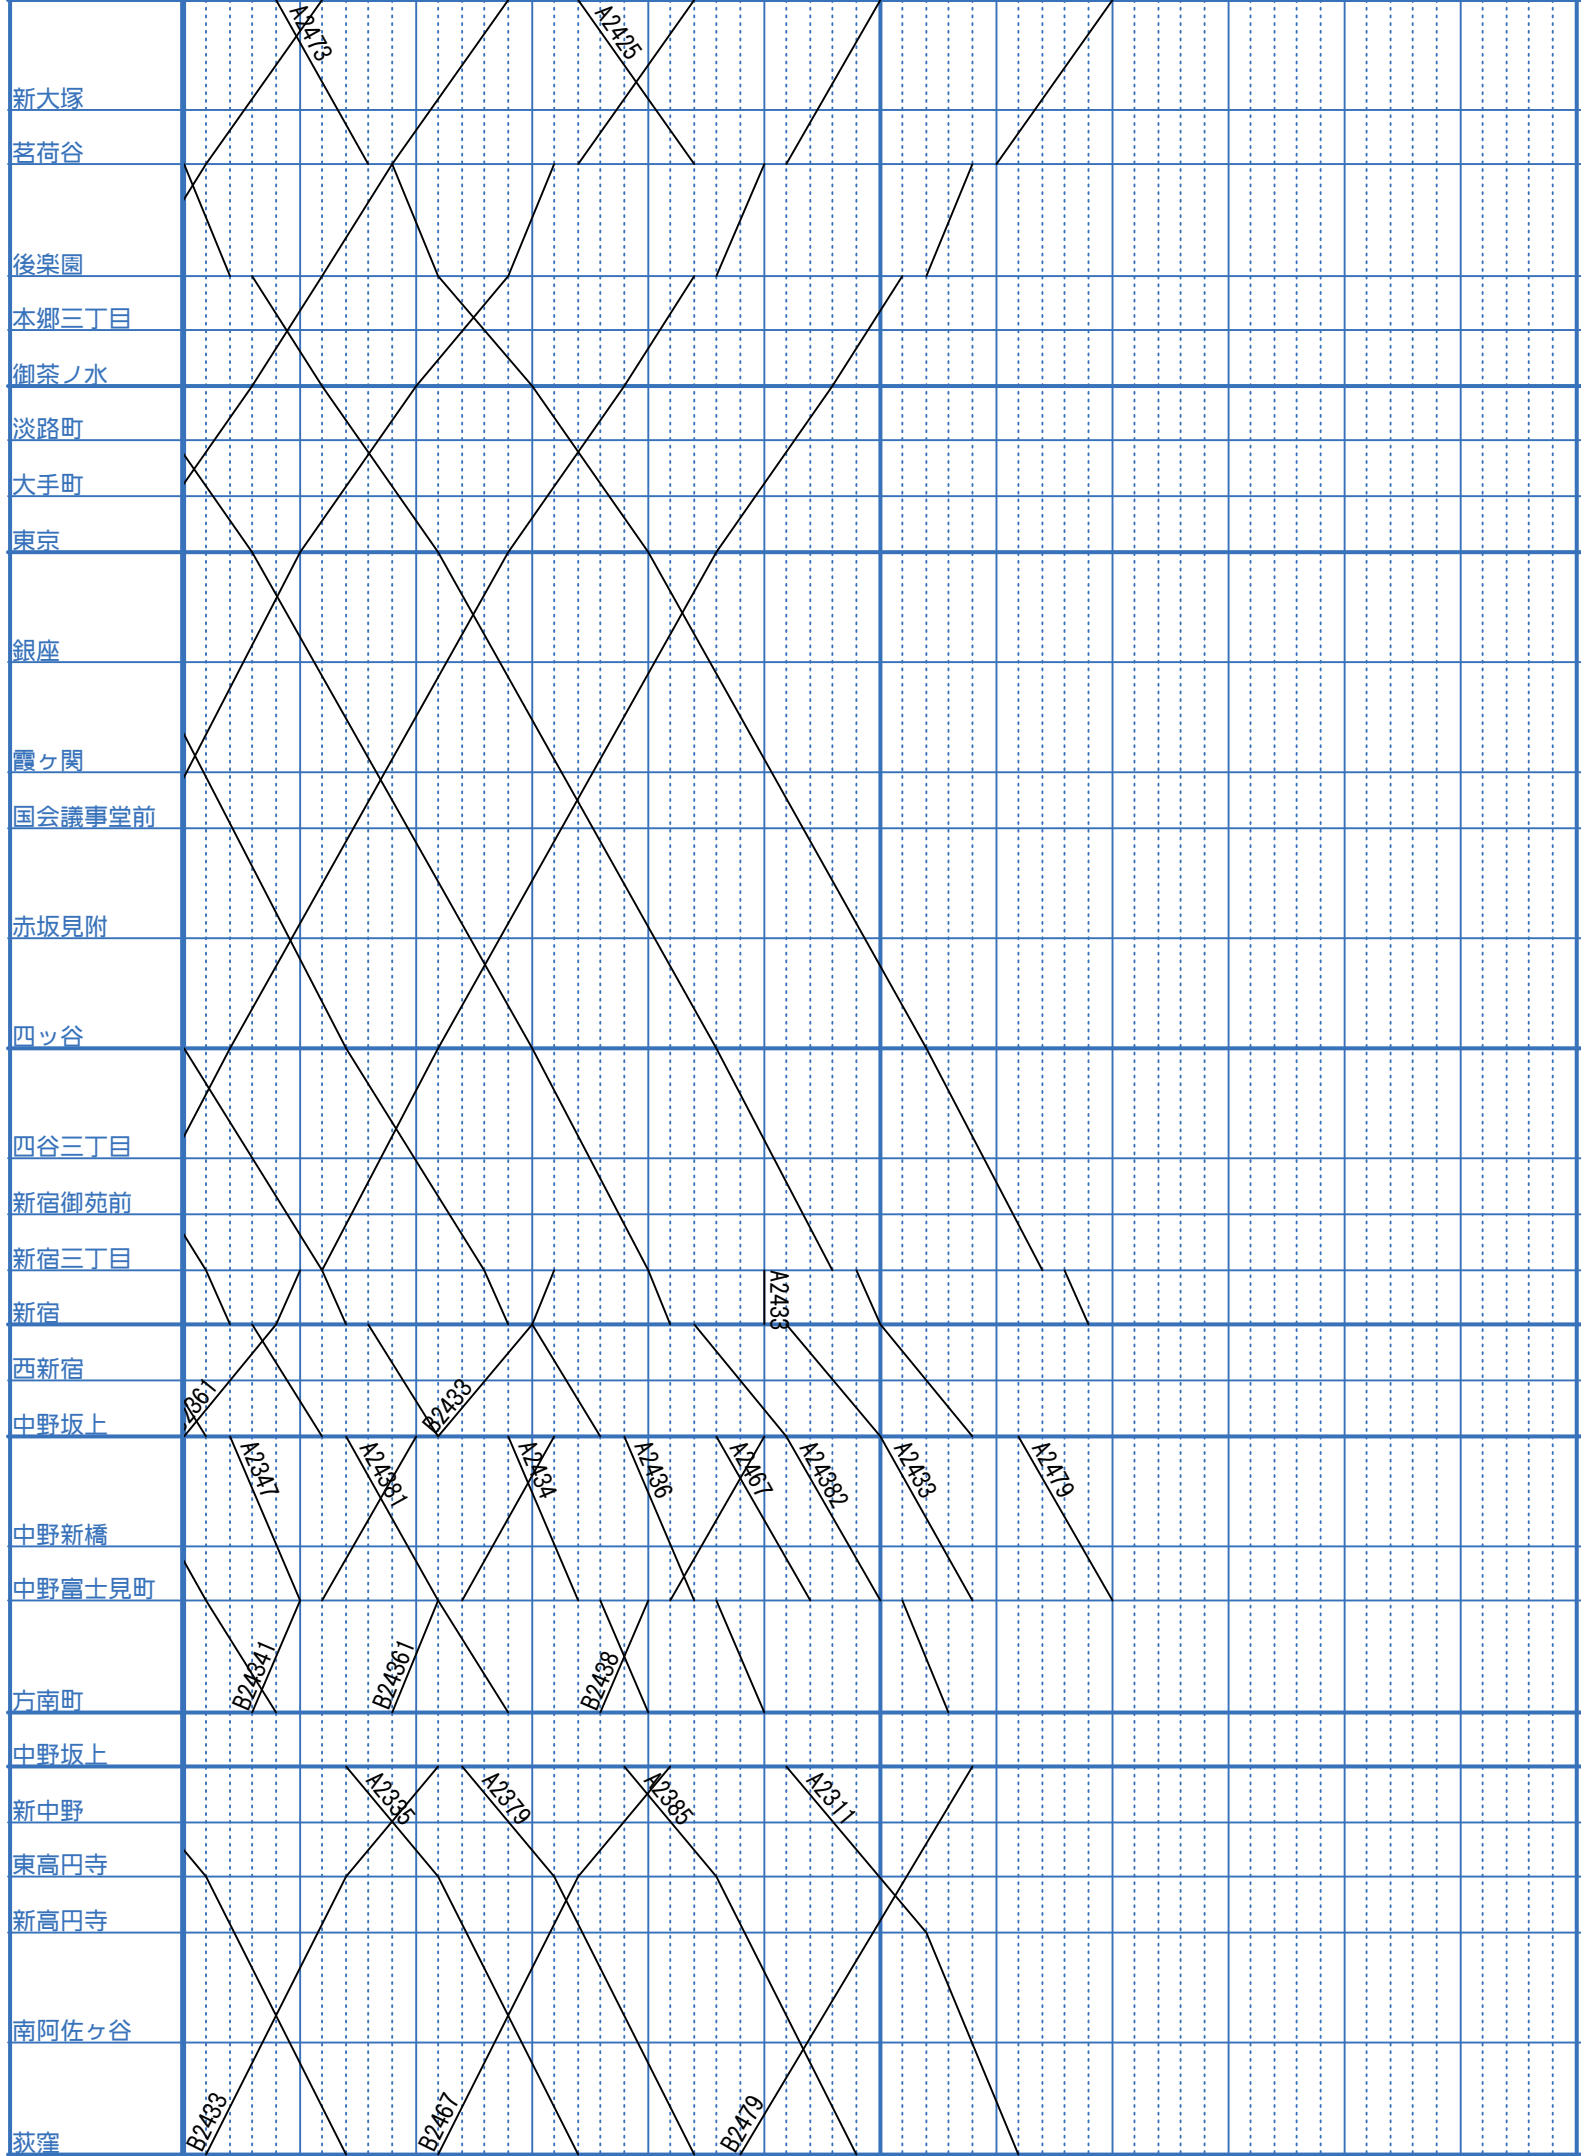 A2473
A2425
新大塚
茗荷谷
後楽園
本郷三丁目
御茶ノ水
淡路町
大手町
東京
銀座
霞ヶ関
国会議事堂前
赤坂見附
四ッ谷
四谷三丁目
新宿御苑前
新宿三丁目
新宿
A2433
西新宿
中野坂上
2361
B2433
A2347
A24381
A2434
A2436
A2467
A24382
A2433
A2479
中野新橋
中野富士見町
方南町
B24341
B24361
B2438
中野坂上
A2335
A2379
A2385
A2311
新中野
東高円寺
新高円寺
南阿佐ヶ谷
荻窪
B2433
B2467
B2479